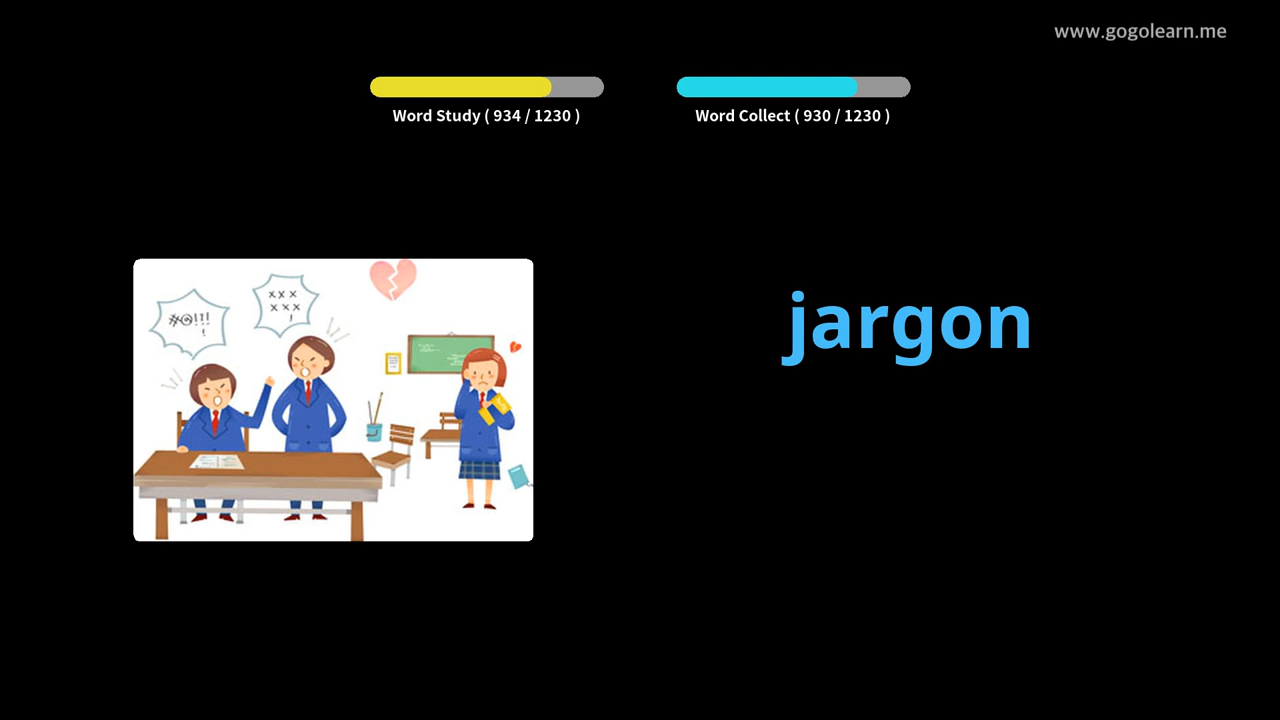 www.gogolearn.me
Word Study ( 934 / 1230 )
Word Collect ( 930 / 1230 )
#@!!!
!
x x x
x x x
!
jargon